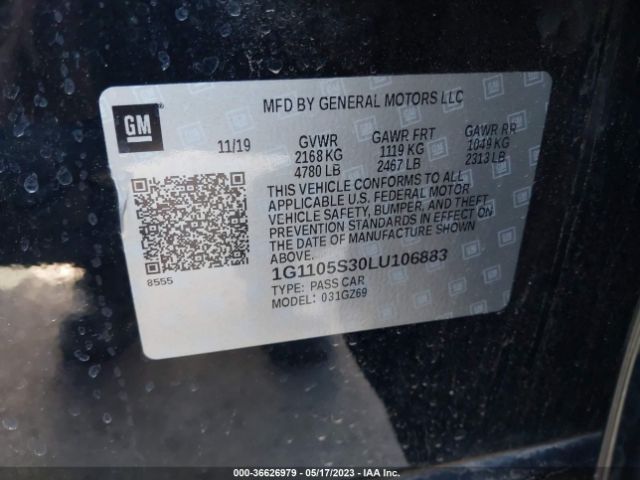 GM
MFD BY GENERAL MOTORS LLC
11/19 GVWR GAWR FRT GAWR RR
2168 KG 1119 KG 1049 KG
4780 LB 2467 LB 2313 LB
THIS VEHICLE CONFORMS TO ALL
APPLICABLE U.S. FEDERAL MOTOR
VEHICLE SAFETY, BUMPER, AND THEFT
PREVENTION STANDARDS IN EFFECT ON
THE DATE OF MANUFACTURE SHOWN
ABOVE.
8555
1G1105S30LU106883
TYPE: PASS CAR
MODEL: 031GZ69
000-36626979 - 05/17/2023 - IAA Inc.